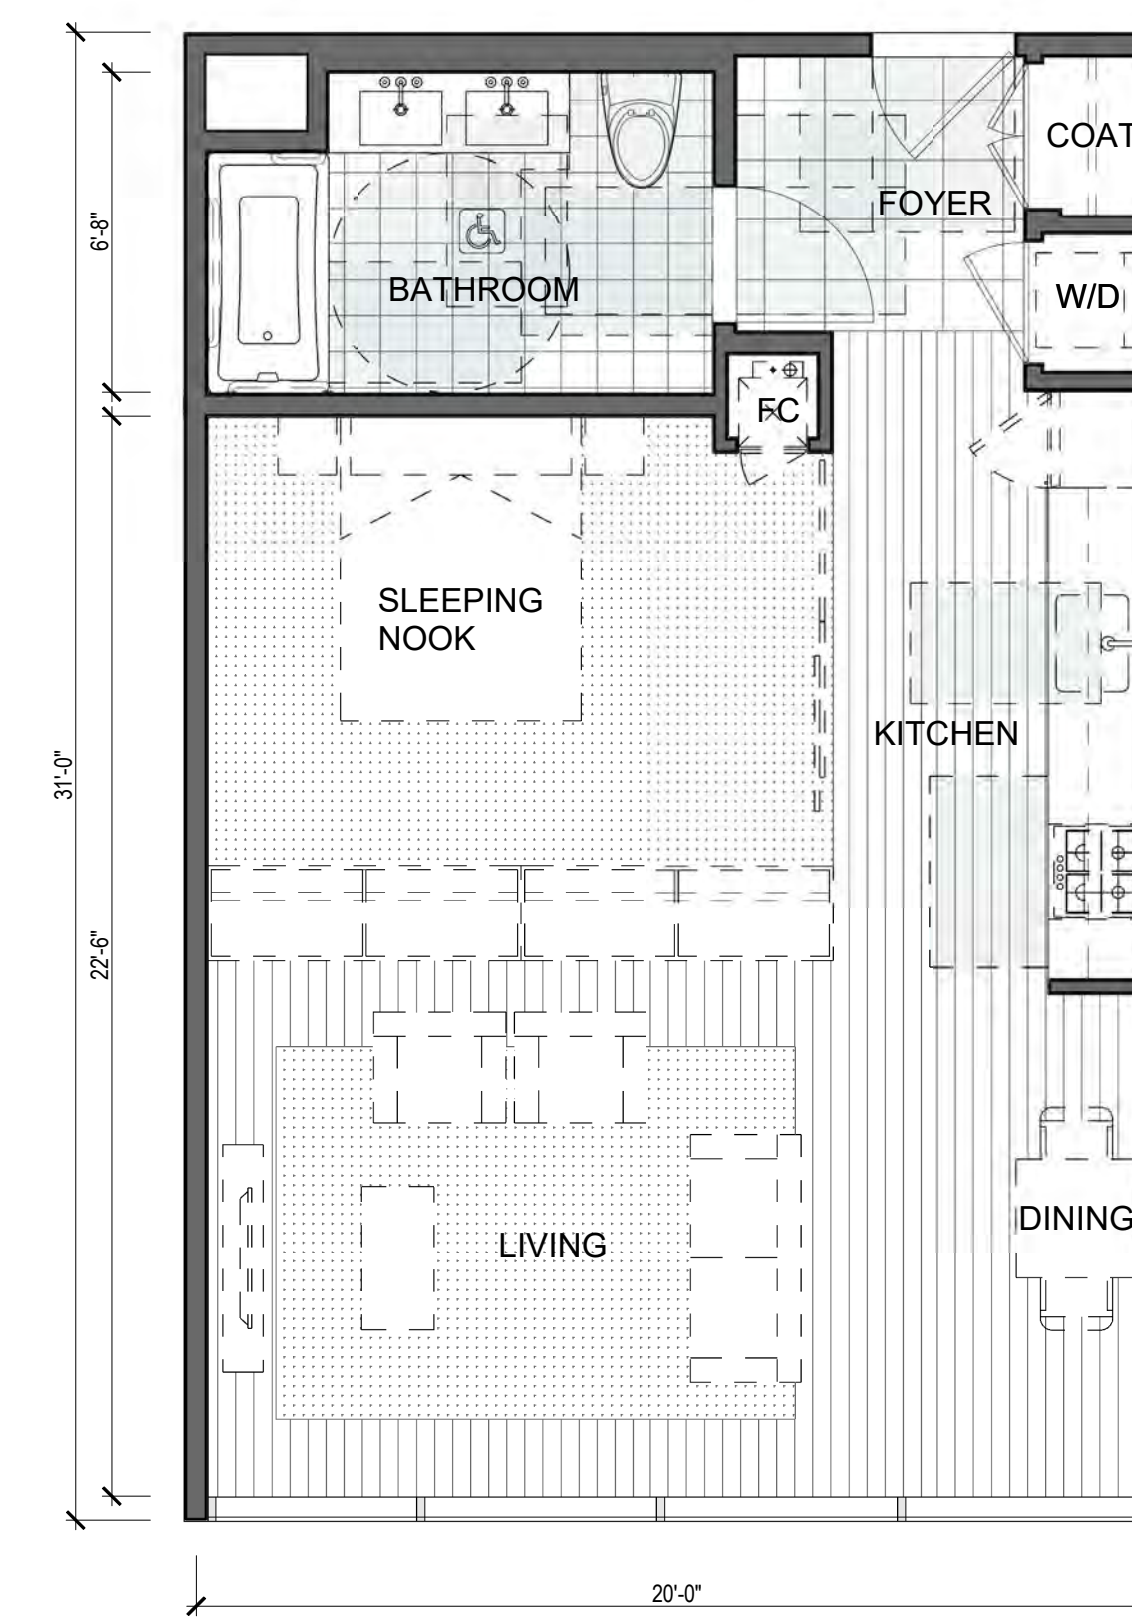 COAT
FOYER
6'-8"
BATHROOM
W/D
FC
SLEEPING
NOOK
KITCHEN
31'-0"
22'-6"
DINING
LIVING
20'-0"